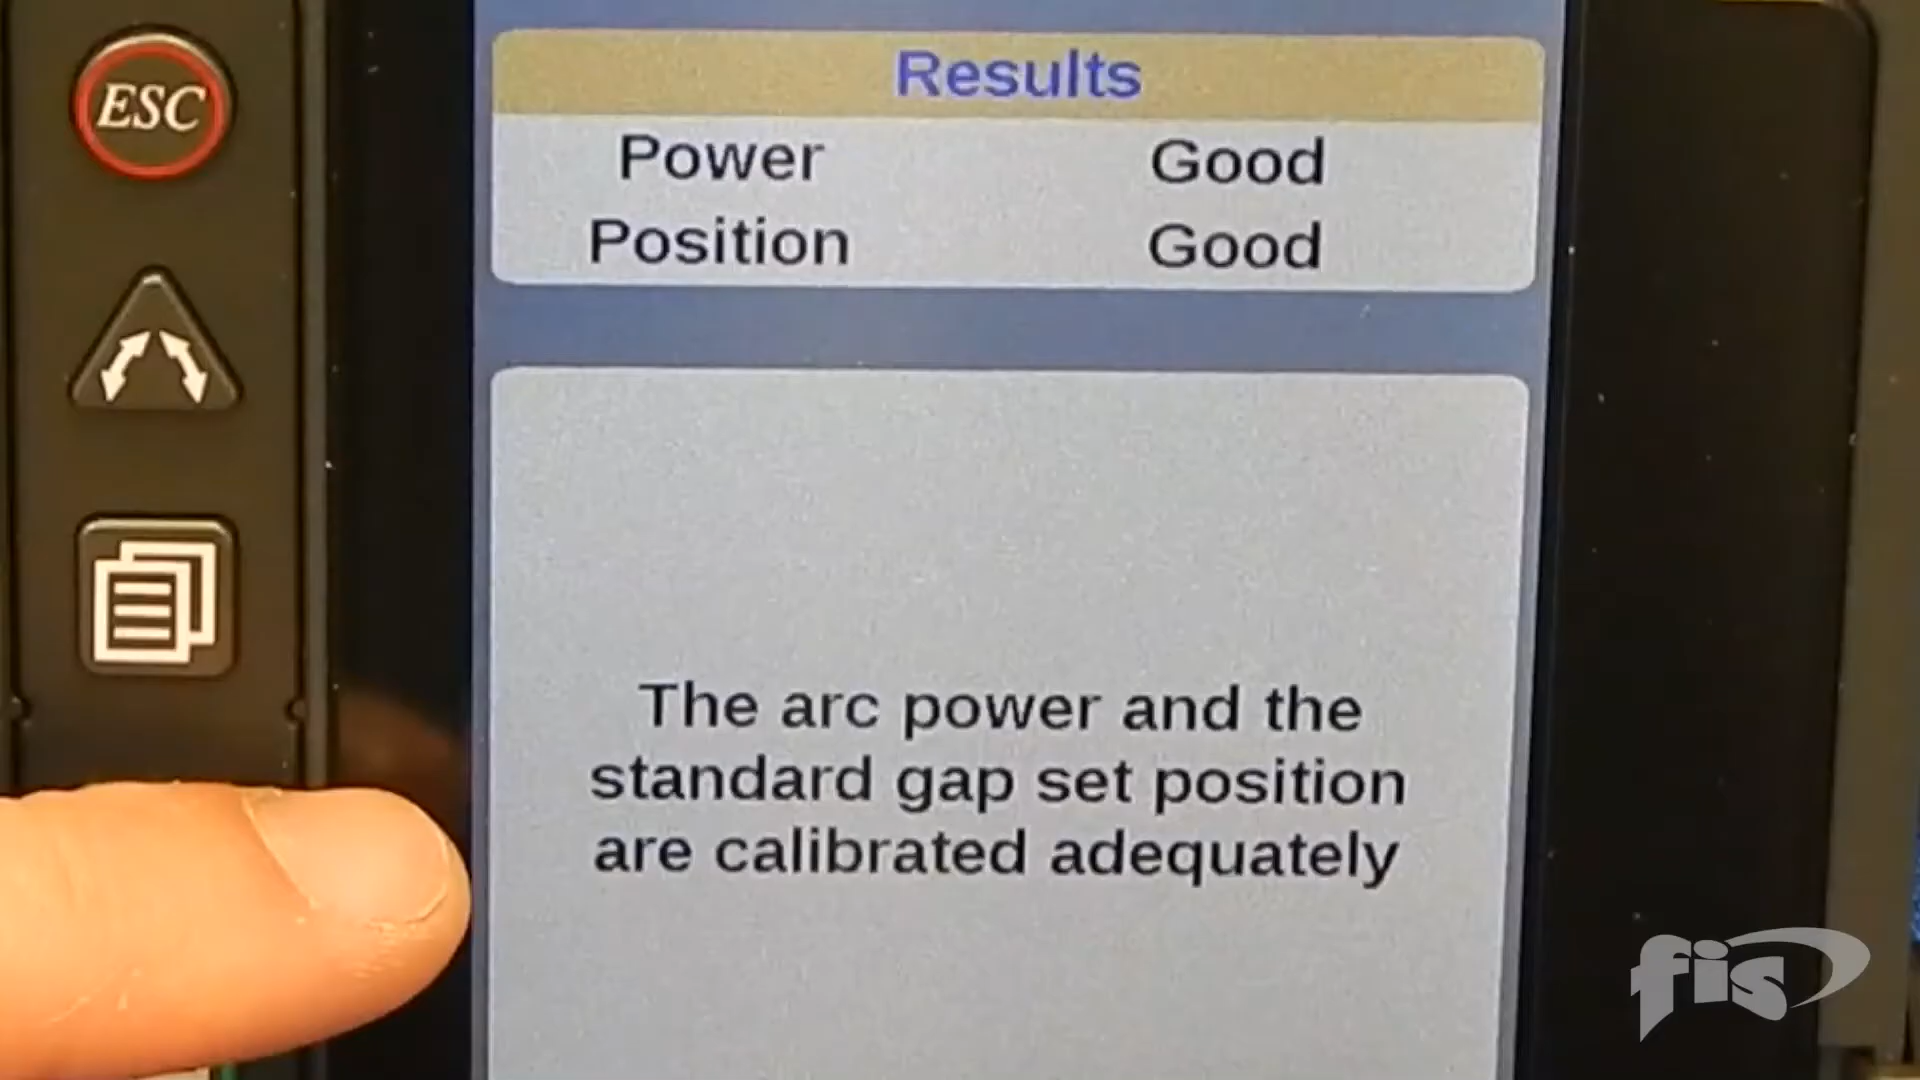 ESC
Results
Power Good
Position Good
The arc power and the
standard gap set position
are calibrated adequately
fis